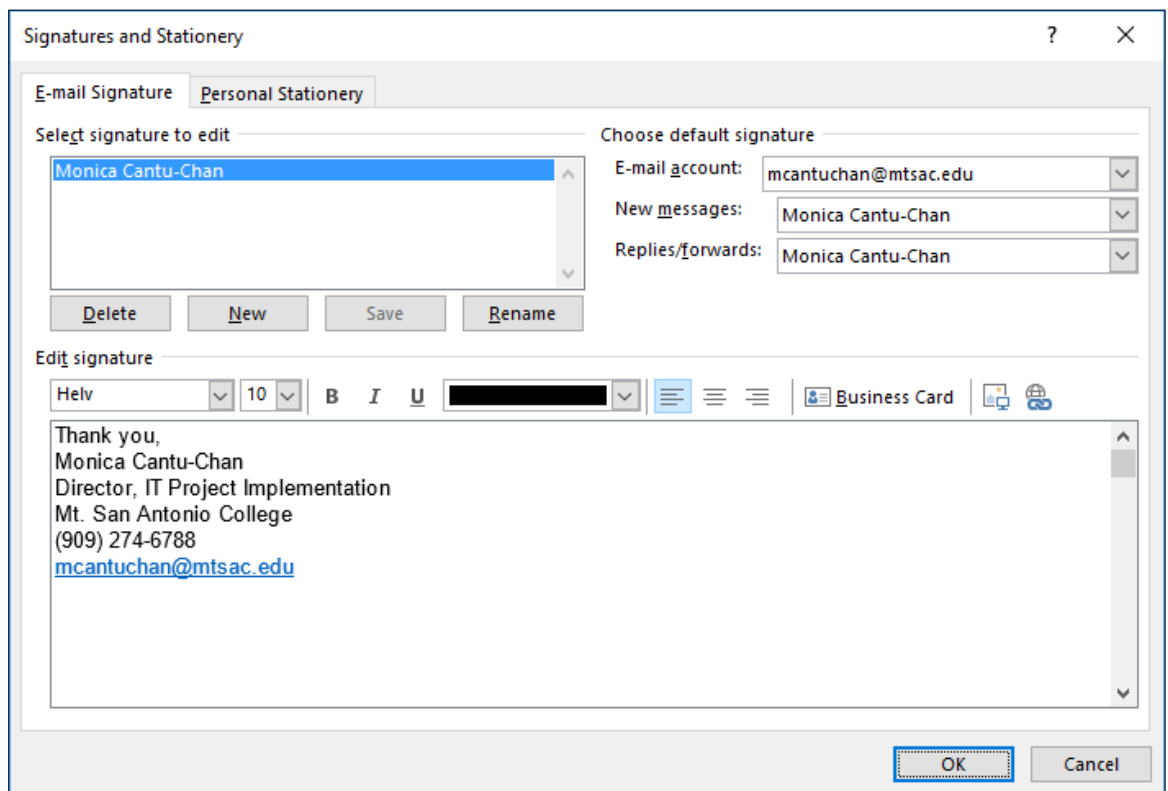 Signatures and Stationery ?
E-mail Signature Personal Stationery
Select signature to edit
Monica Cantu-Chan
Delete New Save Rename
Choose default signature
E-mail account: mcantuchan@mtsac.edu
New messages: Monica Cantu-Chan
Replies/forwards: Monica Cantu-Chan
Edit signature
Helv 10 B I U Business Card
Thank you,
Monica Cantu-Chan
Director, IT Project Implementation
Mt. San Antonio College
(909) 274-6788
mcantuchan@mtsac.edu
OK Cancel